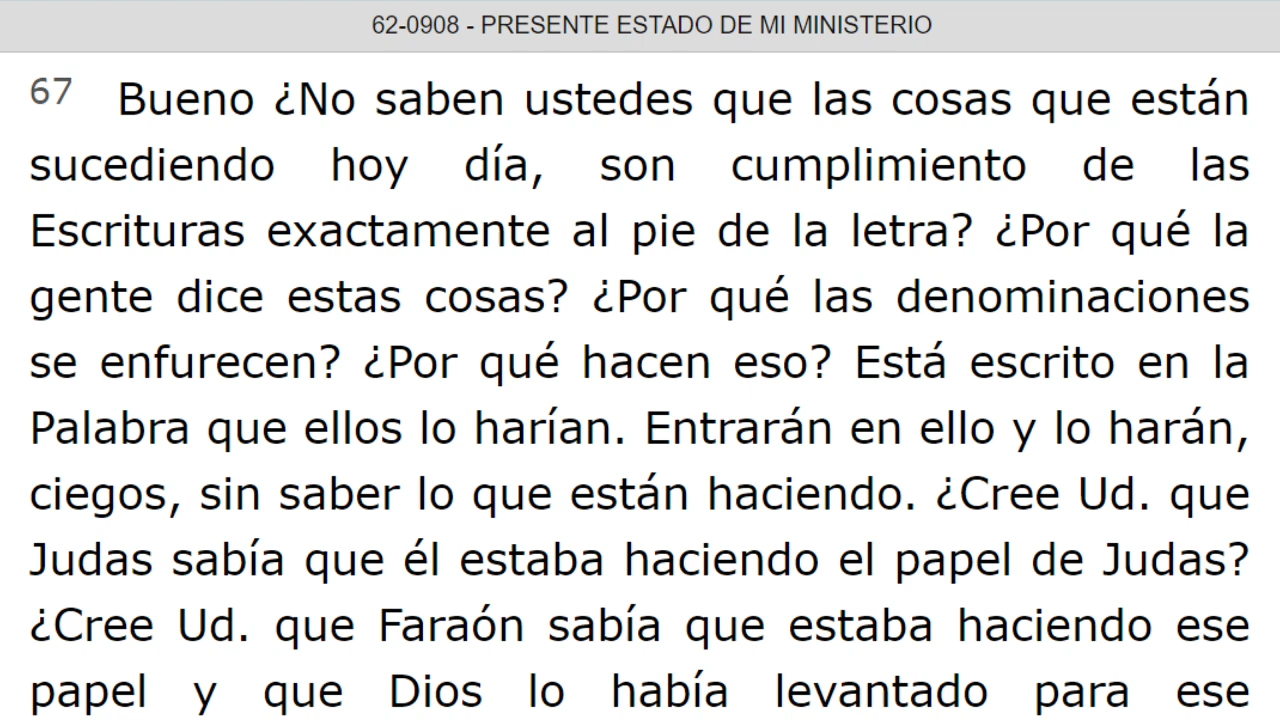 62-0908 - PRESENTE ESTADO DE MI MINISTERIO
67 Bueno ¿No saben ustedes que las cosas que están
sucediendo hoy día, son cumplimiento de las
Escrituras exactamente al pie de la letra? ¿Por qué la
gente dice estas cosas? ¿Por qué las denominaciones
se enfurecen? ¿Por qué hacen eso? Está escrito en la
Palabra que ellos lo harían. Entrarán en ello y lo harán,
ciegos, sin saber lo que están haciendo. ¿Cree Ud. que
Judas sabía que él estaba haciendo el papel de Judas?
¿Cree Ud. que Faraón sabía que estaba haciendo ese
papel y que Dios lo había levantado para ese